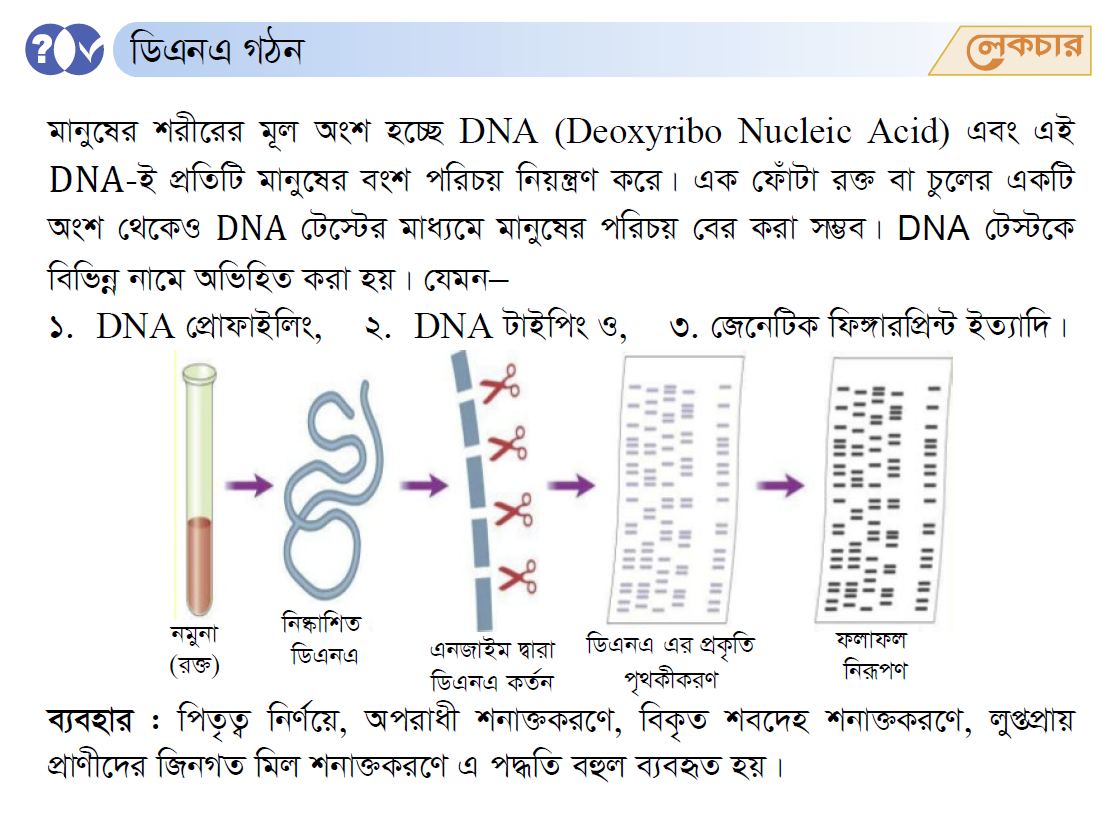 ডিএনএ গঠন
লেকচার
মানুষের শরীরের মূল অংশ হচ্ছে DNA (Deoxyribo Nucleic Acid) এবং এই
DNA-ই প্রতিটি মানুষের বংশ পরিচয় নিয়ন্ত্রণ করে। এক ফোঁটা রক্ত বা চুলের একটি
অংশ থেকেও DNA টেস্টের মাধ্যমে মানুষের পরিচয় বের করা সম্ভব। DNA টেস্টকে
বিভিন্ন নামে অভিহিত করা হয়। যেমন–
১. DNA প্রোফাইলিং, ২. DNA টাইপিং ও, ৩. জেনেটিক ফিঙ্গারপ্রিন্ট ইত্যাদি।
নমুনা
(রক্ত)
নিষ্কাশিত
ডিএনএ
এনজাইম দ্বারা
ডিএনএ কর্তন
ডিএনএ এর প্রকৃতি
পৃথকীকরণ
ফলাফল
নিরূপণ
ব্যবহার : পিতৃত্ব নির্ণয়ে, অপরাধী শনাক্তকরণে, বিকৃত শবদেহ শনাক্তকরণে, লুপ্তপ্রায়
প্রাণীদের জিনগত মিল শনাক্তকরণে এ পদ্ধতি বহুল ব্যবহৃত হয়।